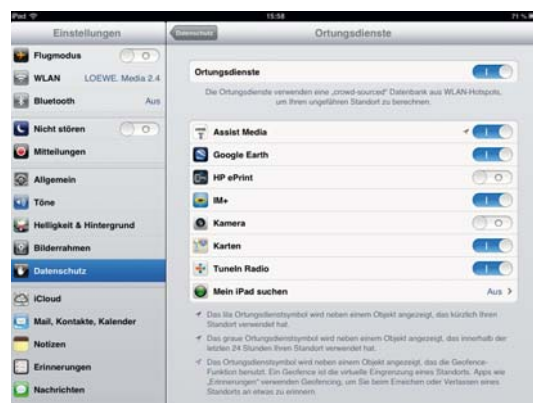 iPad
15:58
71 %
Einstellungen
Flugmodus
WLAN LOEWE. Media 2.4
Bluetooth Aus
Nicht stören
Mitteilungen
Allgemein
Töne
Helligkeit & Hintergrund
Bilderrahmen
Datenschutz
iCloud
Mail, Kontakte, Kalender
Notizen
Erinnerungen
Nachrichten
Datenschutz
Ortungsdienste
Ortungsdienste
Die Ortungsdienste verwenden eine „crowd-sourced“ Datenbank aus WLAN-Hotspots,
um Ihren ungefähren Standort zu berechnen.
Assist Media
Google Earth
HP ePrint
IM+
Kamera
Karten
TuneIn Radio
Mein iPad suchen Aus
Das lila Ortungsdienstsymbol wird neben einem Objekt angezeigt, das kürzlich Ihren
Standort verwendet hat.
Das graue Ortungsdienstsymbol wird neben einem Objekt angezeigt, das innerhalb der
letzten 24 Stunden Ihren Standort verwendet hat.
Das Ortungsdienstsymbol wird neben einem Objekt angezeigt, das die Geofence-
Funktion benutzt. Ein Geofence ist die virtuelle Eingrenzung eines Standorts. Apps wie
„Erinnerungen“ verwenden Geofencing, um Sie beim Erreichen oder Verlassen eines
Standorts an etwas zu erinnern.